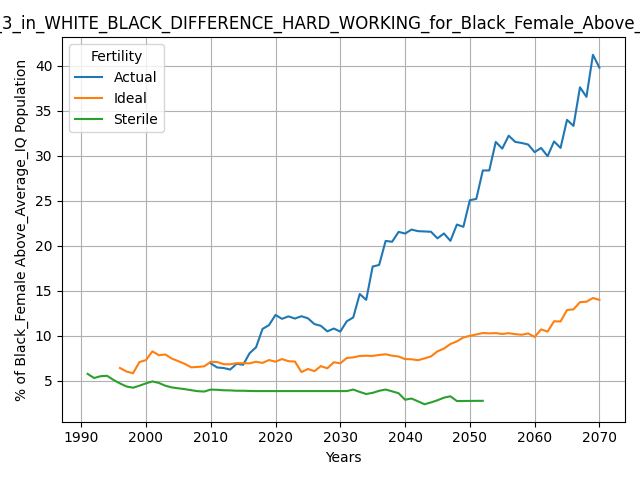 _3_in_WHITE_BLACK_DIFFERENCE_HARD_WORKING_for_Black_Female_Above_
Fertility
Actual
Ideal
Sterile
% of Black_Female Above_Average_IQ Population
40
35
30
25
20
15
10
5
1990 2000 2010 2020 2030 2040 2050 2060 2070
Years